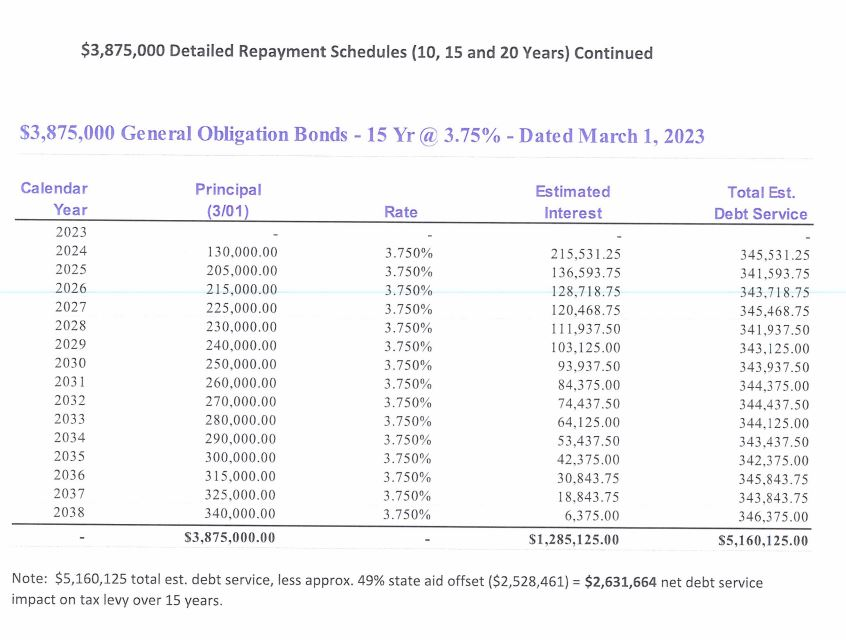 $3,875,000 Detailed Repayment Schedules (10, 15 and 20 Years) Continued
$3,875,000 General Obligation Bonds - 15 Yr @ 3.75% - Dated March 1, 2023
Calendar Year Principal (3/01) Rate Estimated Interest Total Est. Debt Service
2023 - - - -
2024 130,000.00 3.750% 215,531.25 345,531.25
2025 205,000.00 3.750% 136,593.75 341,593.75
2026 215,000.00 3.750% 128,718.75 343,718.75
2027 225,000.00 3.750% 120,468.75 345,468.75
2028 230,000.00 3.750% 111,937.50 341,937.50
2029 240,000.00 3.750% 103,125.00 343,125.00
2030 250,000.00 3.750% 93,937.50 343,937.50
2031 260,000.00 3.750% 84,375.00 344,375.00
2032 270,000.00 3.750% 74,437.50 344,437.50
2033 280,000.00 3.750% 64,125.00 344,125.00
2034 290,000.00 3.750% 53,437.50 343,437.50
2035 300,000.00 3.750% 42,375.00 342,375.00
2036 315,000.00 3.750% 30,843.75 345,843.75
2037 325,000.00 3.750% 18,843.75 343,843.75
2038 340,000.00 3.750% 6,375.00 346,375.00
- $3,875,000.00 - $1,285,125.00 $5,160,125.00
Note: $5,160,125 total est. debt service, less approx. 49% state aid offset ($2,528,461) = $2,631,664 net debt service
impact on tax levy over 15 years.